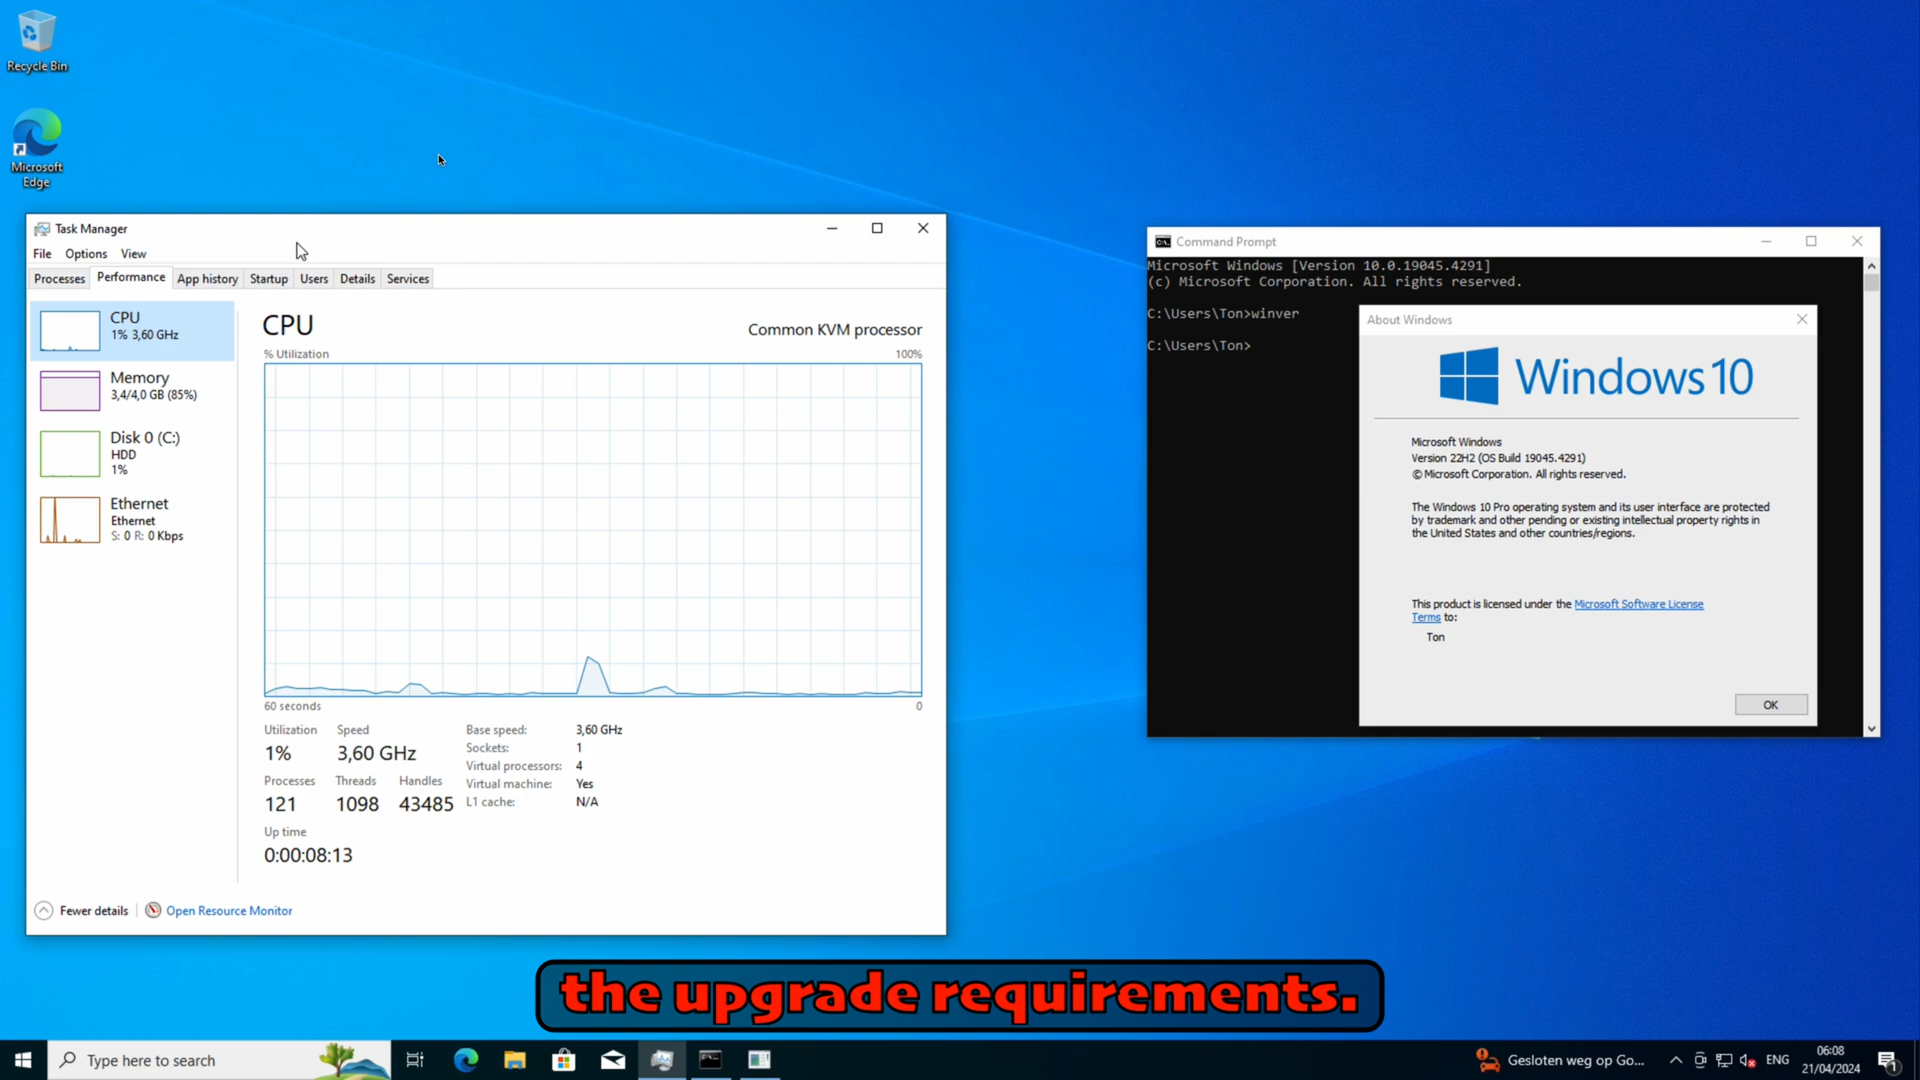 Recycle Bin
Microsoft
Edge
Task Manager
File Options View
Processes Performance App history Startup Users Details Services
CPU
1% 3,60 GHz
Memory
3,4/4,0 GB (85%)
Disk 0 (C:)
HDD
1%
Ethernet
Ethernet
S: 0 R: 0 Kbps
CPU Common KVM processor
% Utilization 100%
60 seconds 0
Utilization Speed
1% 3,60 GHz
Processes Threads Handles
121 1098 43485
Up time
0:00:08:13
Base speed: 3,60 GHz
Sockets: 1
Virtual processors: 4
Virtual machine: Yes
L1 cache: N/A
Fewer details Open Resource Monitor
Command Prompt
Microsoft Windows [Version 10.0.19045.4291]
(c) Microsoft Corporation. All rights reserved.
C:\Users\Ton>winver
C:\Users\Ton>
About Windows
Windows 10
Microsoft Windows
Version 22H2 (OS Build 19045.4291)
© Microsoft Corporation. All rights reserved.
The Windows 10 Pro operating system and its user interface are protected
by trademark and other pending or existing intellectual property rights in
the United States and other countries/regions.
This product is licensed under the Microsoft Software License
Terms to:
Ton
OK
the upgrade requirements.
Type here to search
Gesloten weg op Go...
ENG
06:08
21/04/2024
1